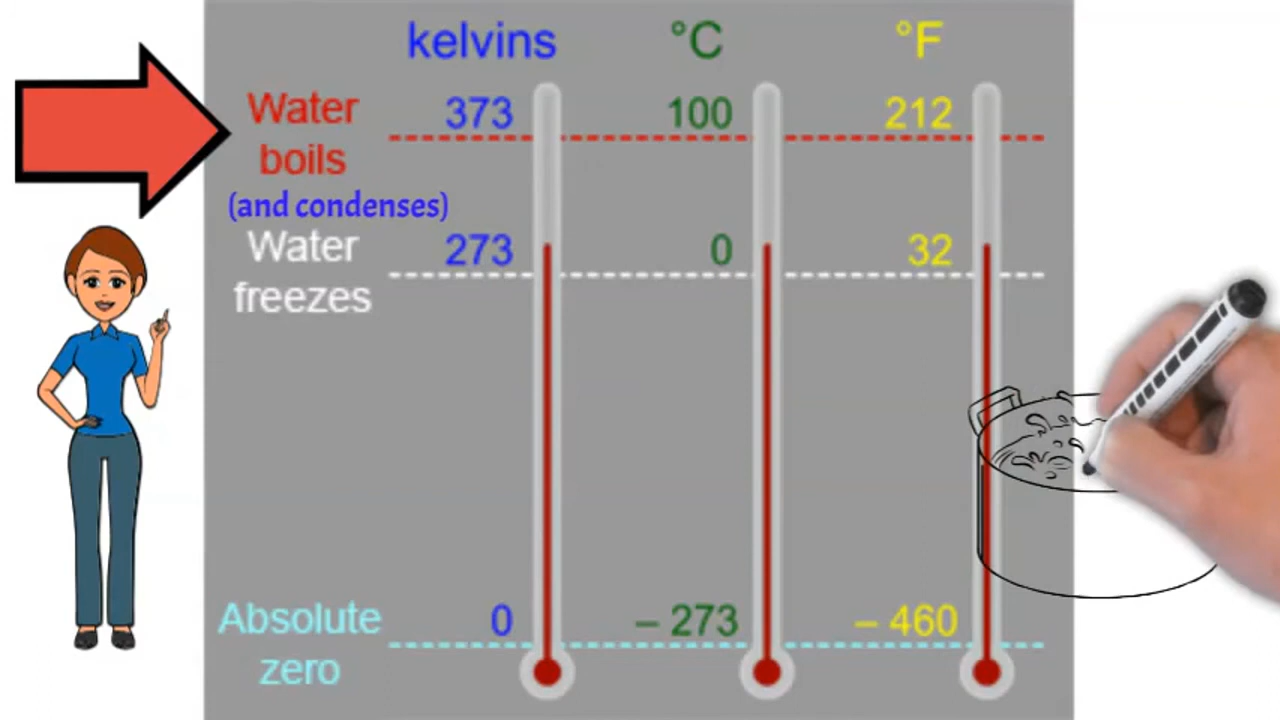 kelvins °C °F
Water 373 100 212
boils
(and condenses)
Water 273 0 32
freezes
Absolute 0 – 273 – 460
zero